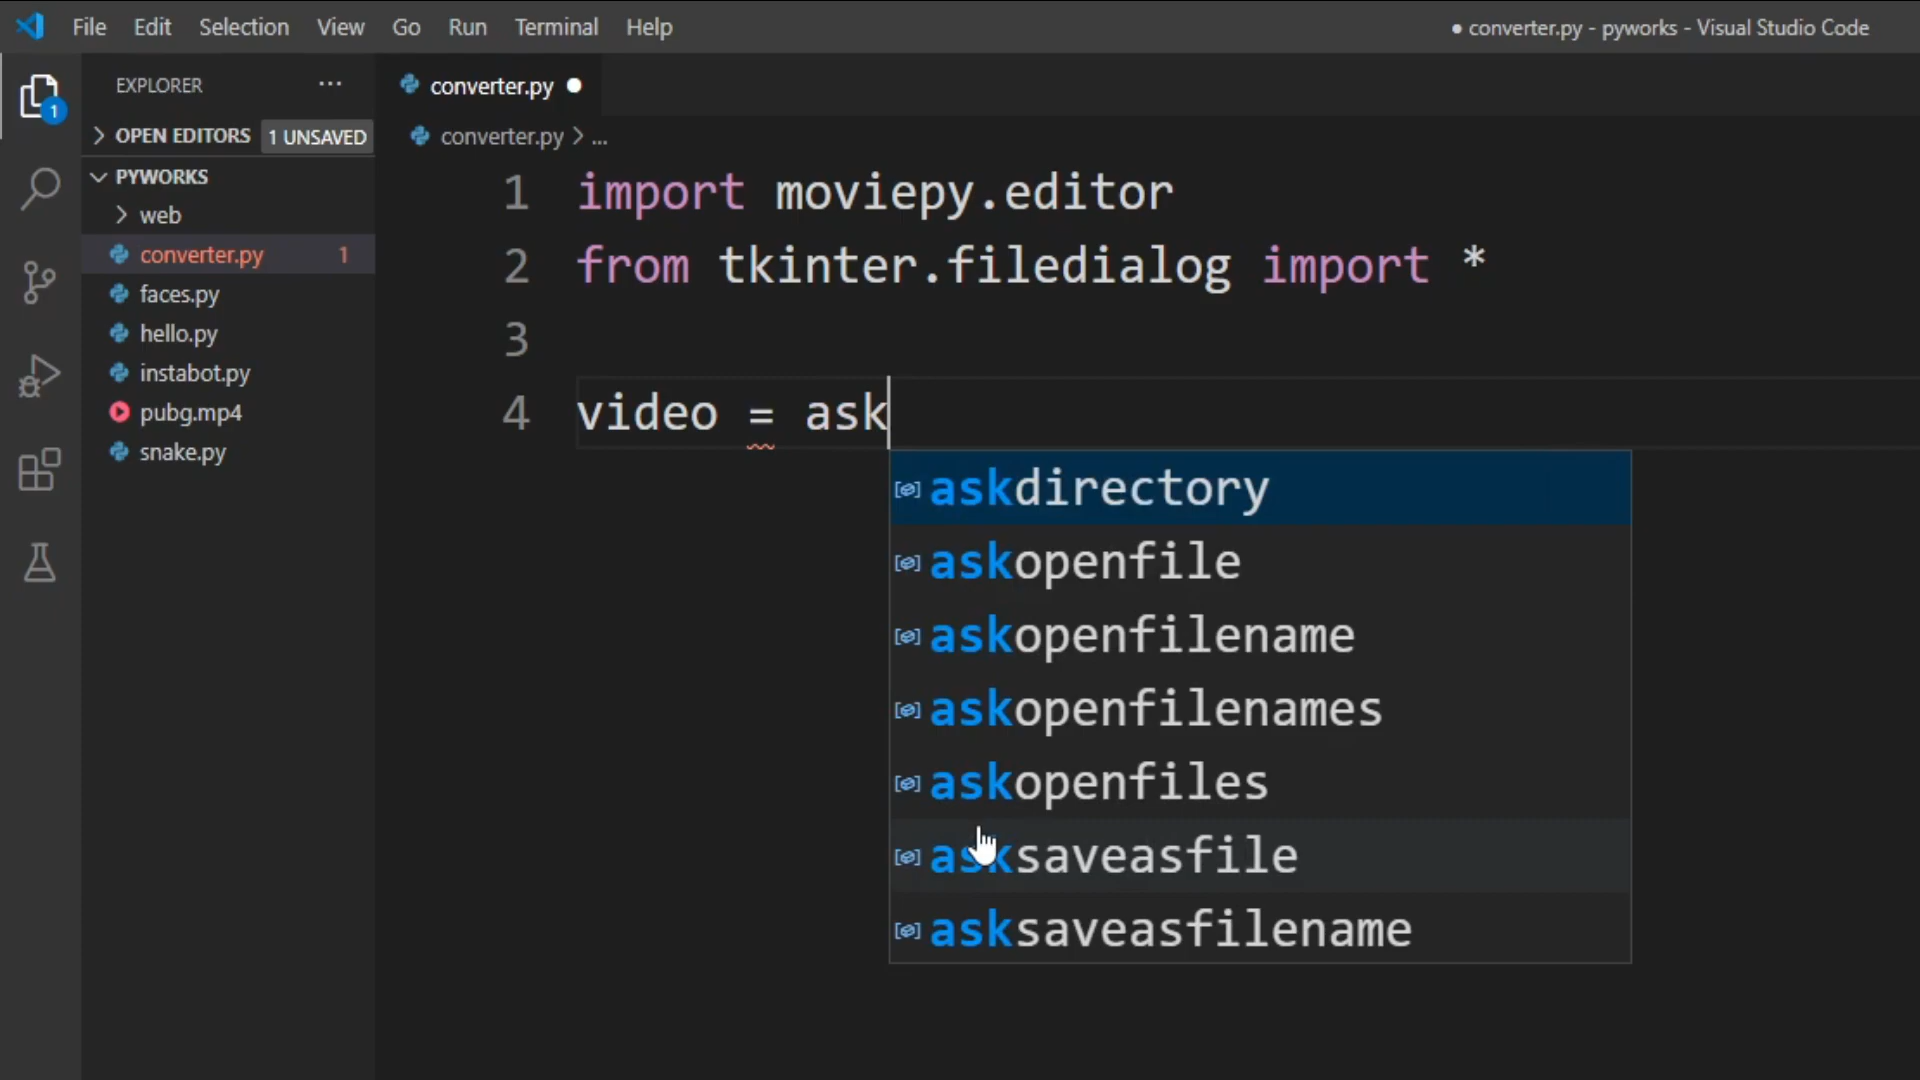 File Edit Selection View Go Run Terminal Help
● converter.py - pyworks - Visual Studio Code
EXPLORER ...
converter.py ●
1
OPEN EDITORS 1 UNSAVED
converter.py > ...
PYWORKS
web
converter.py 1
faces.py
hello.py
instabot.py
pubg.mp4
snake.py
1 import moviepy.editor
2 from tkinter.filedialog import *
3
4 video = ask
askdirectory
askopenfile
askopenfilename
askopenfilenames
askopenfiles
asksaveasfile
asksaveasfilename